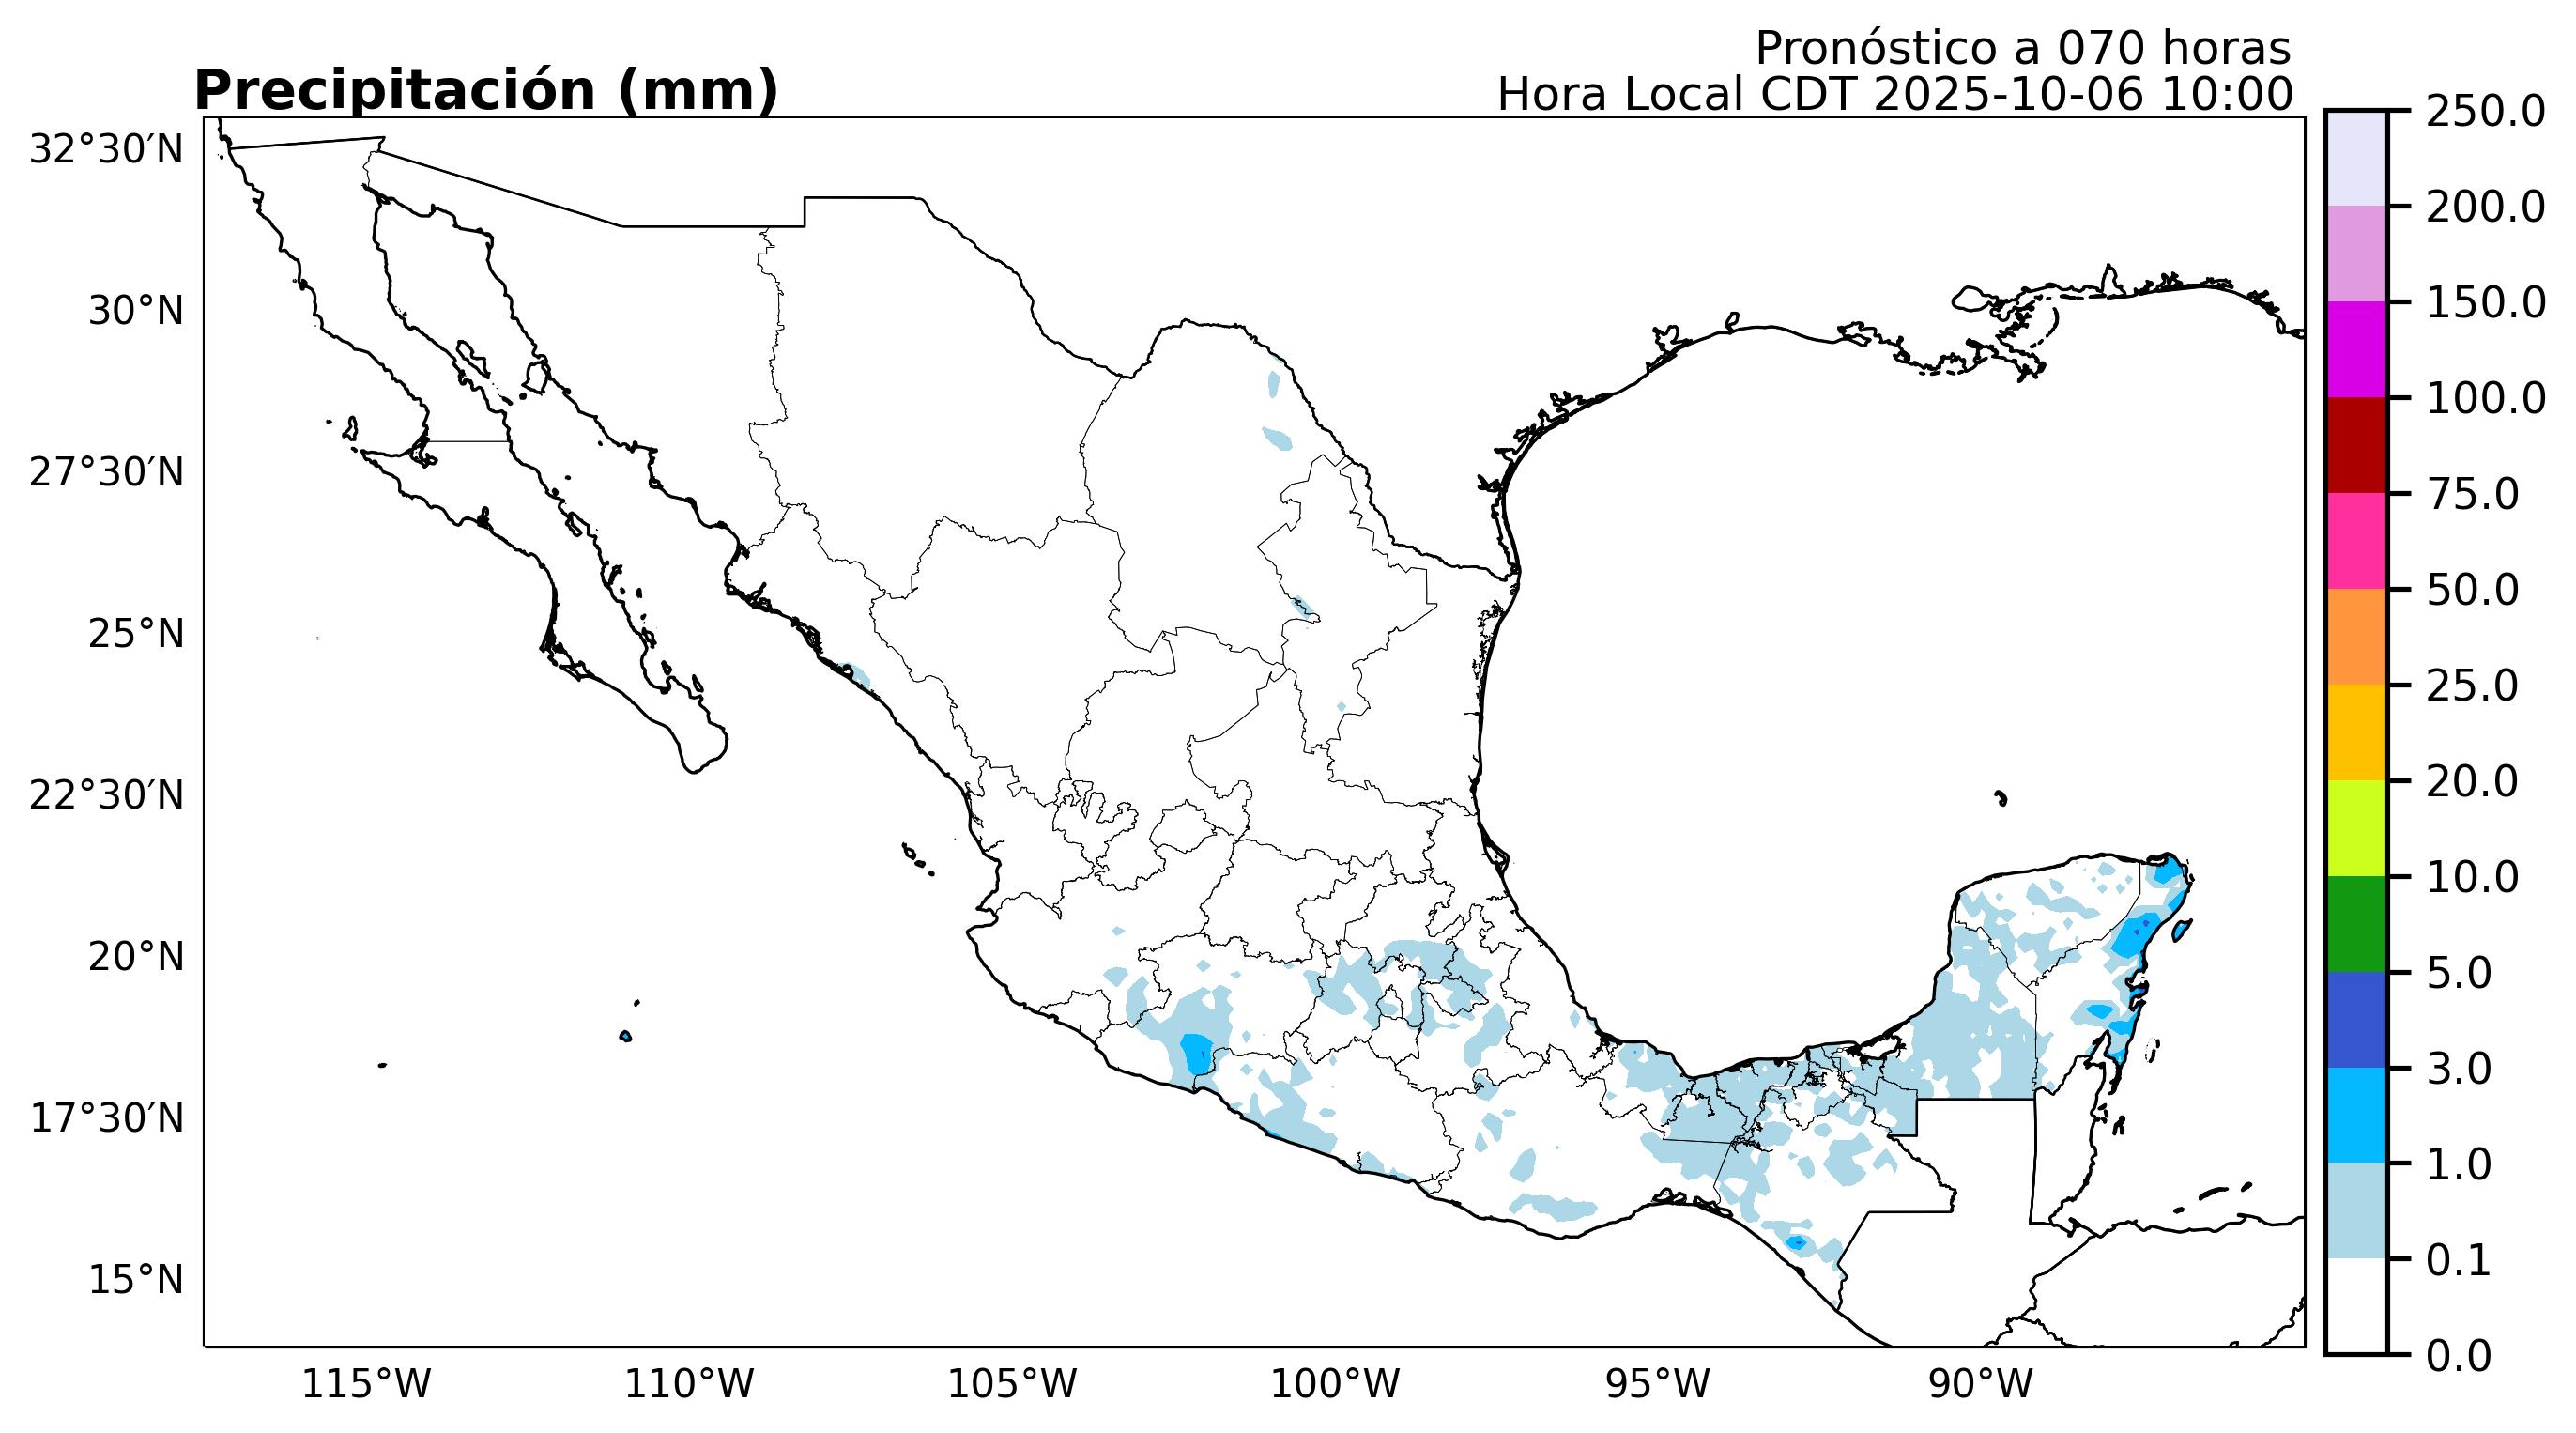 Pronóstico a 070 horas
Precipitación (mm)
Hora Local CDT 2025-10-06 10:00
32°30′N
30°N
27°30′N
25°N
22°30′N
20°N
17°30′N
15°N
115°W
110°W
105°W
100°W
95°W
90°W
250.0
200.0
150.0
100.0
75.0
50.0
25.0
20.0
10.0
5.0
3.0
1.0
0.1
0.0